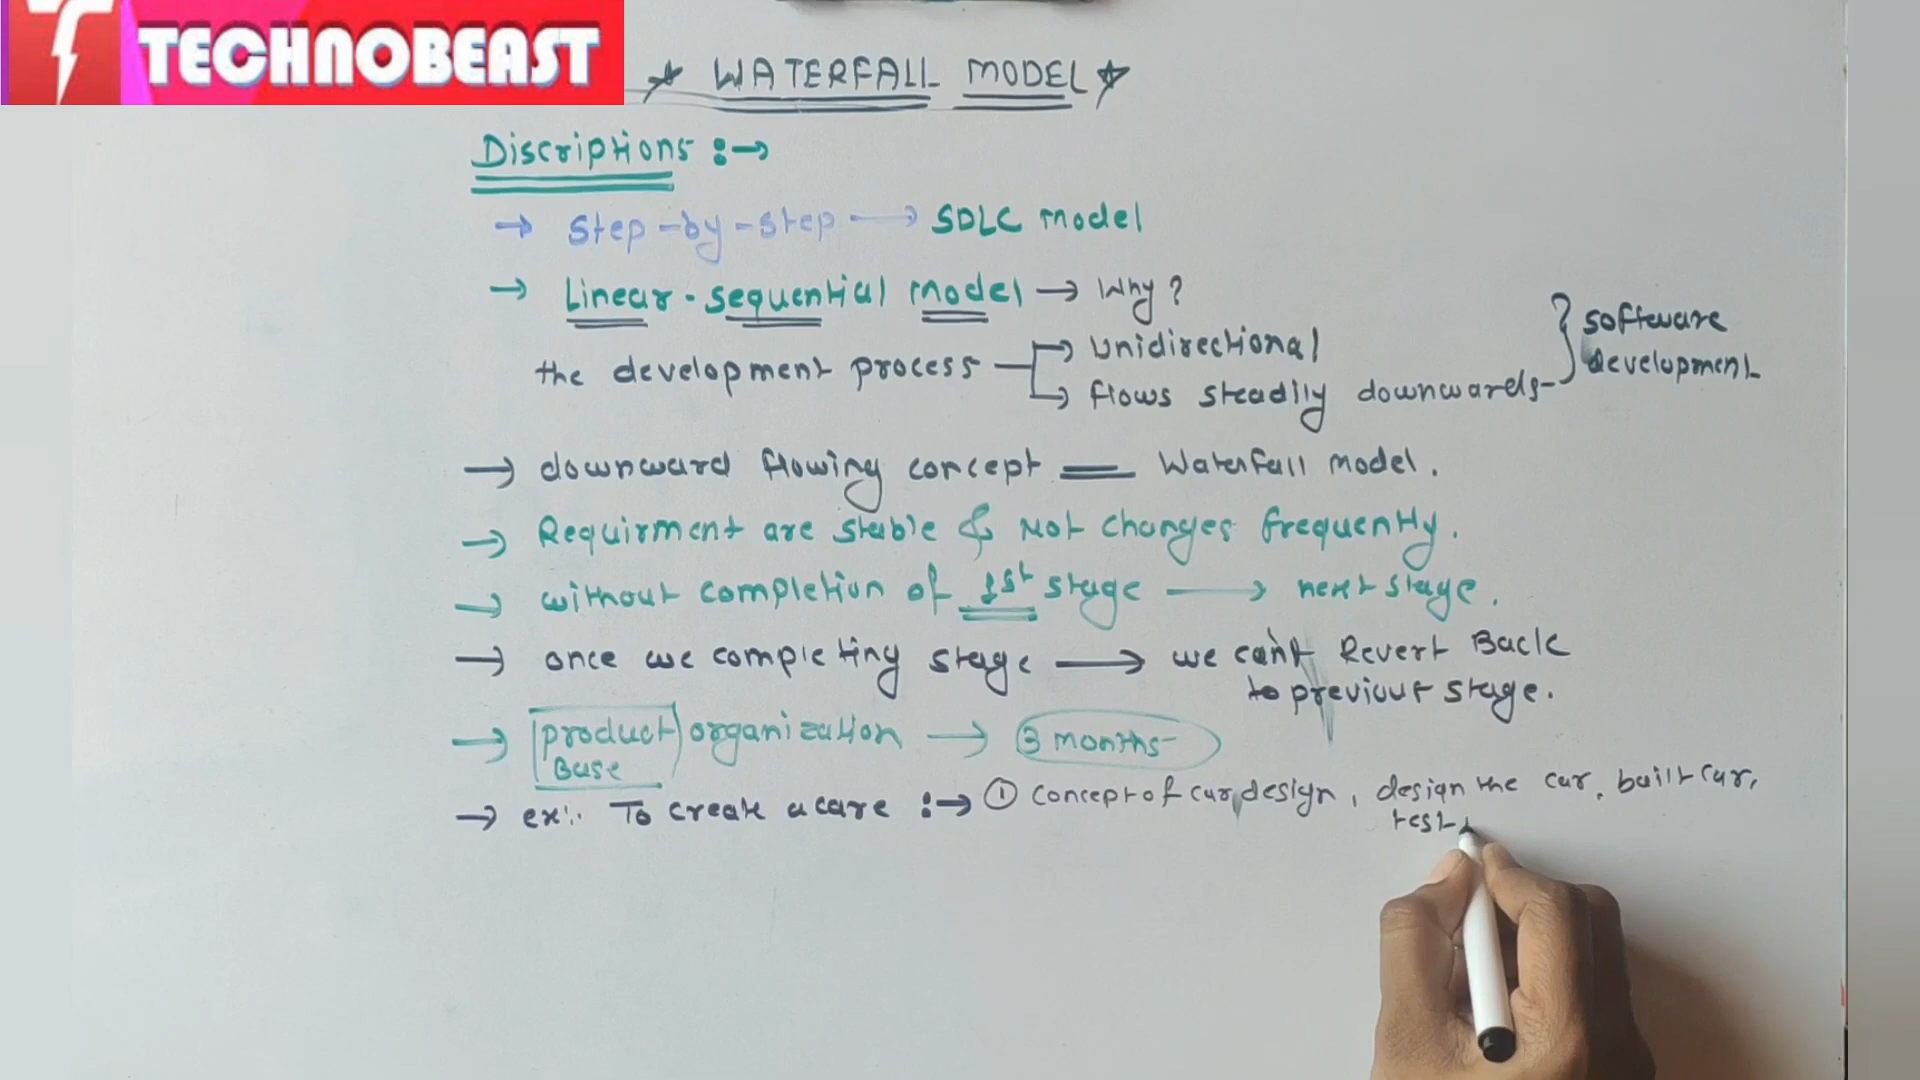 TECHNOBEAST
WATERFALL MODEL
Discriptions :→
→ Step-by-step → SDLC model
→ Linear-sequential model → Why?
the development process → unidirectional
→ flows steadily downwards
software
development
→ downward flowing concept = Waterfall model.
→ Requirment are stable & Not changes frequently.
→ without completion of 1st stage → next stage.
→ once we completing stage → we can't Revert Back
to previous stage.
→ product organization → 3 months
Base
→ ex:. To create a care :→ ① concept of car design, design the car, built car,
test,